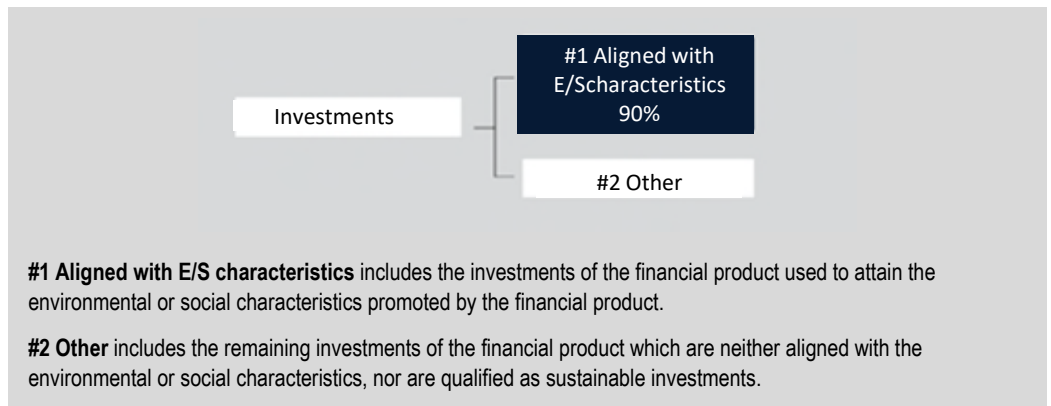 #1 Aligned with
E/Scharacteristics
90%
Investments
#2 Other
#1 Aligned with E/S characteristics includes the investments of the financial product used to attain the
environmental or social characteristics promoted by the financial product.
#2 Other includes the remaining investments of the financial product which are neither aligned with the
environmental or social characteristics, nor are qualified as sustainable investments.